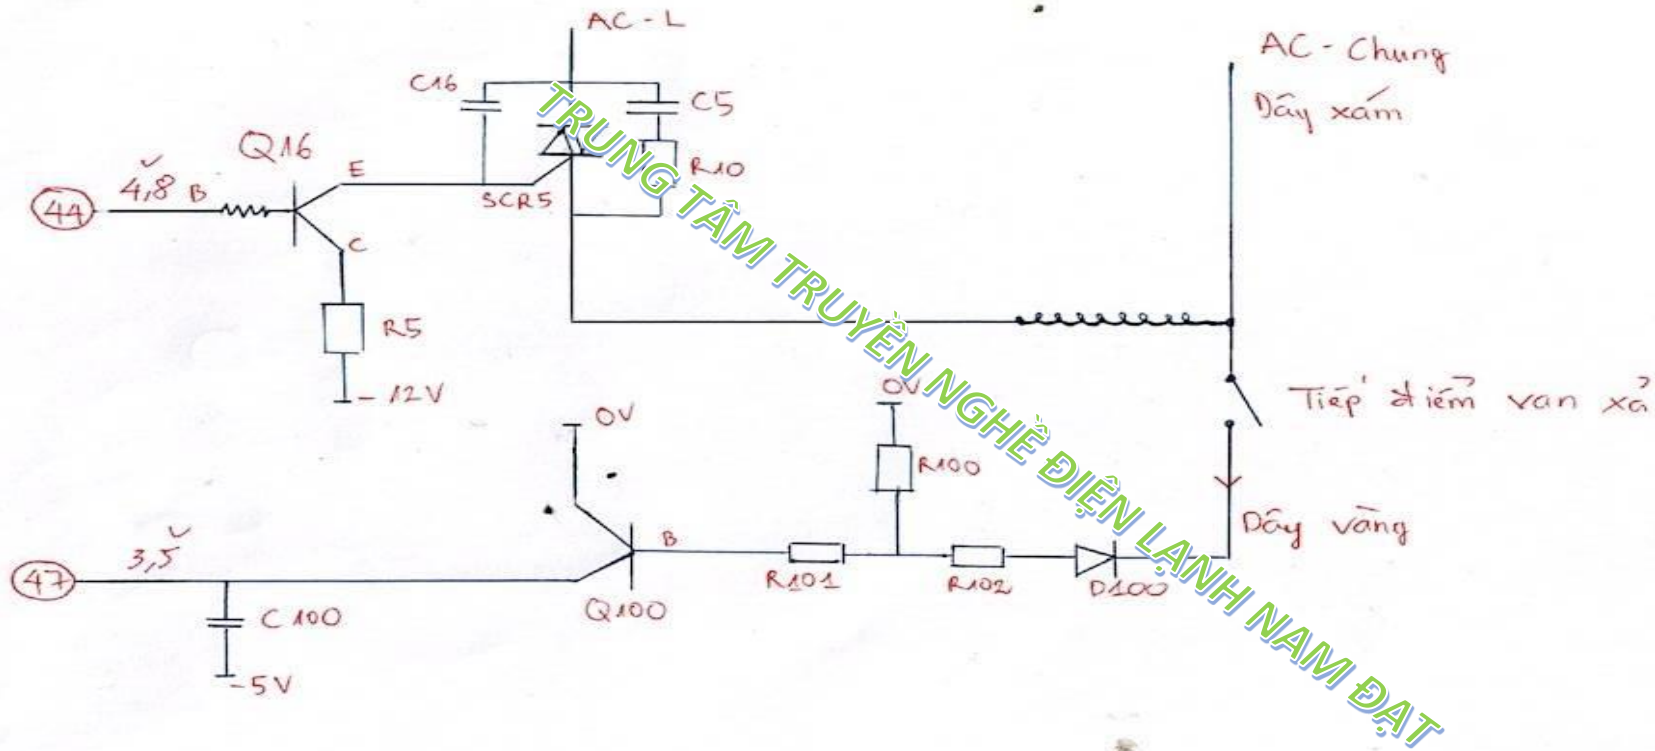 AC - L
AC - Chung
Dây xám
C16
C5
Q16
E
R10
4,8
B
SCR5
44
C
R5
- 12V
0V
0V
Tiếp điểm van xả
R100
Dây vàng
3,5
B
47
R101
R102
D100
C100
Q100
-5V
TRUNG TÂM TRUYỀN NGHỀ ĐIỆN LẠNH NAM ĐẠT